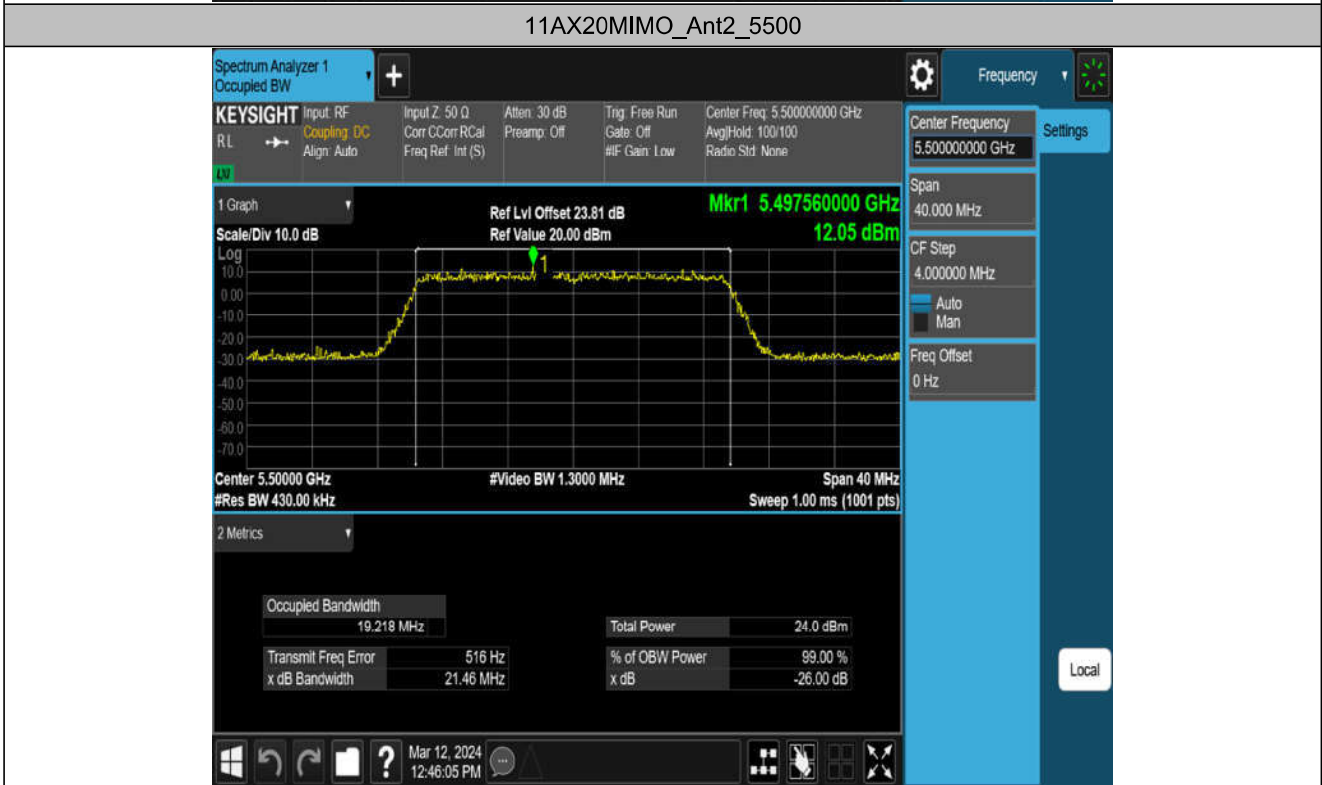 11AX20MIMO_Ant2_5500
Spectrum Analyzer 1
Occupied BW
+
Frequency
KEYSIGHT
R L
Input: RF
Coupling: DC
Align: Auto
Input Z: 50 Ω
Corr CCorr RCal
Freq Ref: Int (S)
Atten: 30 dB
Preamp: Off
Trig: Free Run
Gate: Off
#IF Gain: Low
Center Freq: 5.500000000 GHz
Avg|Hold: 100/100
Radio Std: None
Center Frequency
5.500000000 GHz
Settings
Span
40.000 MHz
CF Step
4.000000 MHz
Auto
Man
Freq Offset
0 Hz
1 Graph
Scale/Div 10.0 dB
Ref Lvl Offset 23.81 dB
Ref Value 20.00 dBm
Mkr1 5.497560000 GHz
12.05 dBm
Log
1
10.0
0.00
-10.0
-20.0
-30.0
-40.0
-50.0
-60.0
-70.0
Center 5.50000 GHz
#Video BW 1.3000 MHz
Span 40 MHz
#Res BW 430.00 kHz
Sweep 1.00 ms (1001 pts)
2 Metrics
Occupied Bandwidth
19.218 MHz
Total Power 24.0 dBm
Transmit Freq Error 516 Hz
% of OBW Power 99.00 %
x dB Bandwidth 21.46 MHz
x dB -26.00 dB
Local
?
Mar 12, 2024
12:46:05 PM